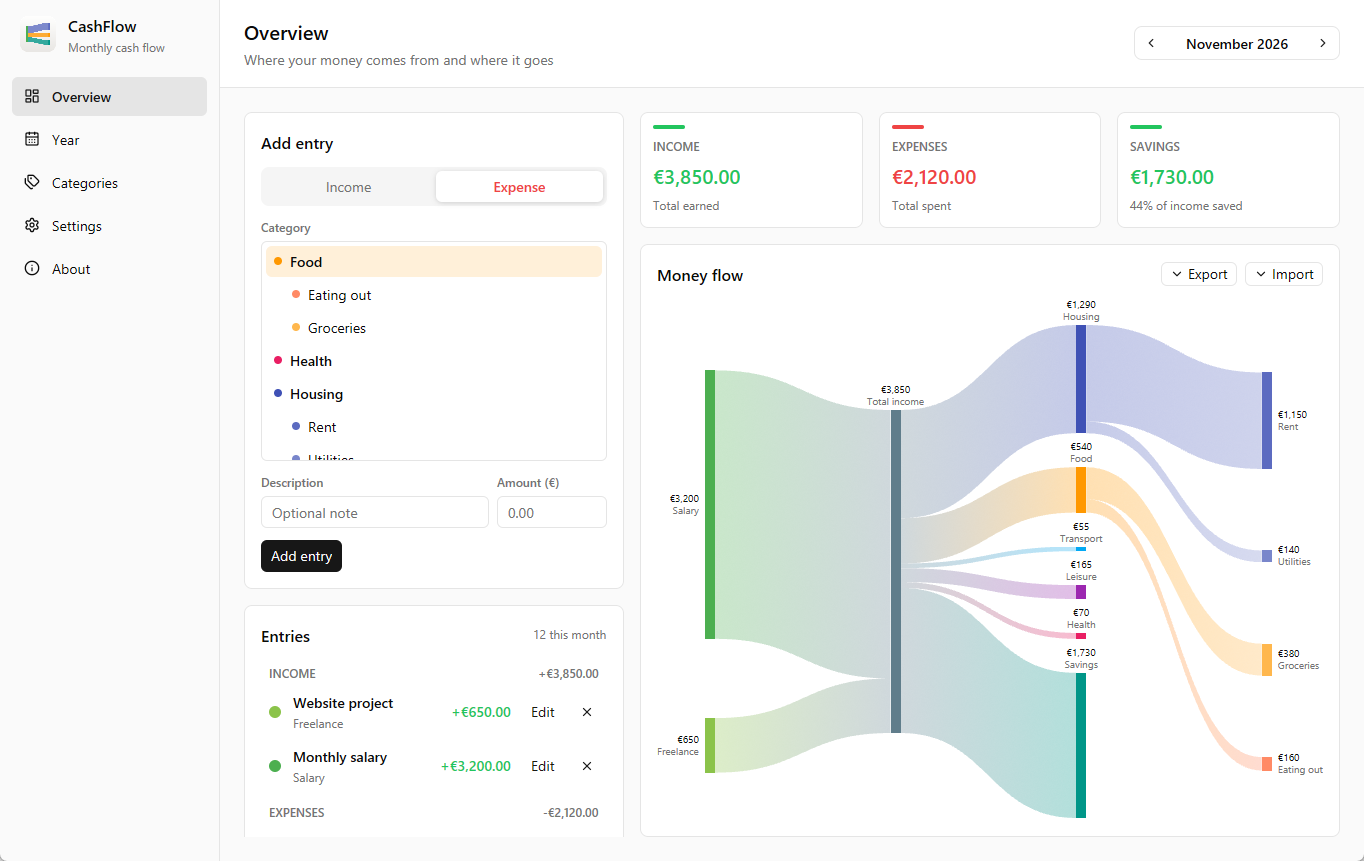 CashFlow
Monthly cash flow
Overview
Year
Categories
Settings
About
Overview
Where your money comes from and where it goes
November 2026
Add entry
Income
Expense
Category
Food
Eating out
Groceries
Health
Housing
Rent
Utilities
Description
Amount (€)
Optional note
0.00
Add entry
Entries
12 this month
INCOME
+€3,850.00
Website project
Freelance
+€650.00
Edit
Monthly salary
Salary
+€3,200.00
Edit
EXPENSES
-€2,120.00
INCOME
€3,850.00
Total earned
EXPENSES
€2,120.00
Total spent
SAVINGS
€1,730.00
44% of income saved
Money flow
Export
Import
€3,200
Salary
€650
Freelance
€3,850
Total income
€1,290
Housing
€540
Food
€55
Transport
€165
Leisure
€70
Health
€1,730
Savings
€1,150
Rent
€140
Utilities
€380
Groceries
€160
Eating out